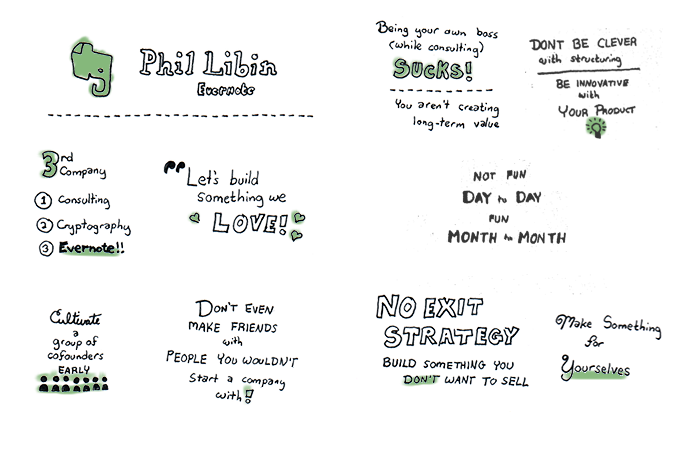 Phil Libin
Evernote
3rd
Company
1 Consulting
2 Cryptography
3 Evernote!!
"Let's build
something we
LOVE!
Cultivate
a
group of
cofounders
EARLY
DON'T EVEN
MAKE FRIENDS
with
PEOPLE YOU WOULDN'T
Start a company
with!
Being your own boss
(while consulting)
SUCKS!
You aren't creating
long-term value
DONT BE CLEVER
with structuring
BE INNOVATIVE
with
YOUR PRODUCT
NOT FUN
DAY to DAY
FUN
MONTH to MONTH
NO EXIT
STRATEGY
BUILD SOMETHING YOU
DON'T WANT TO SELL
Make Something
for
Yourselves